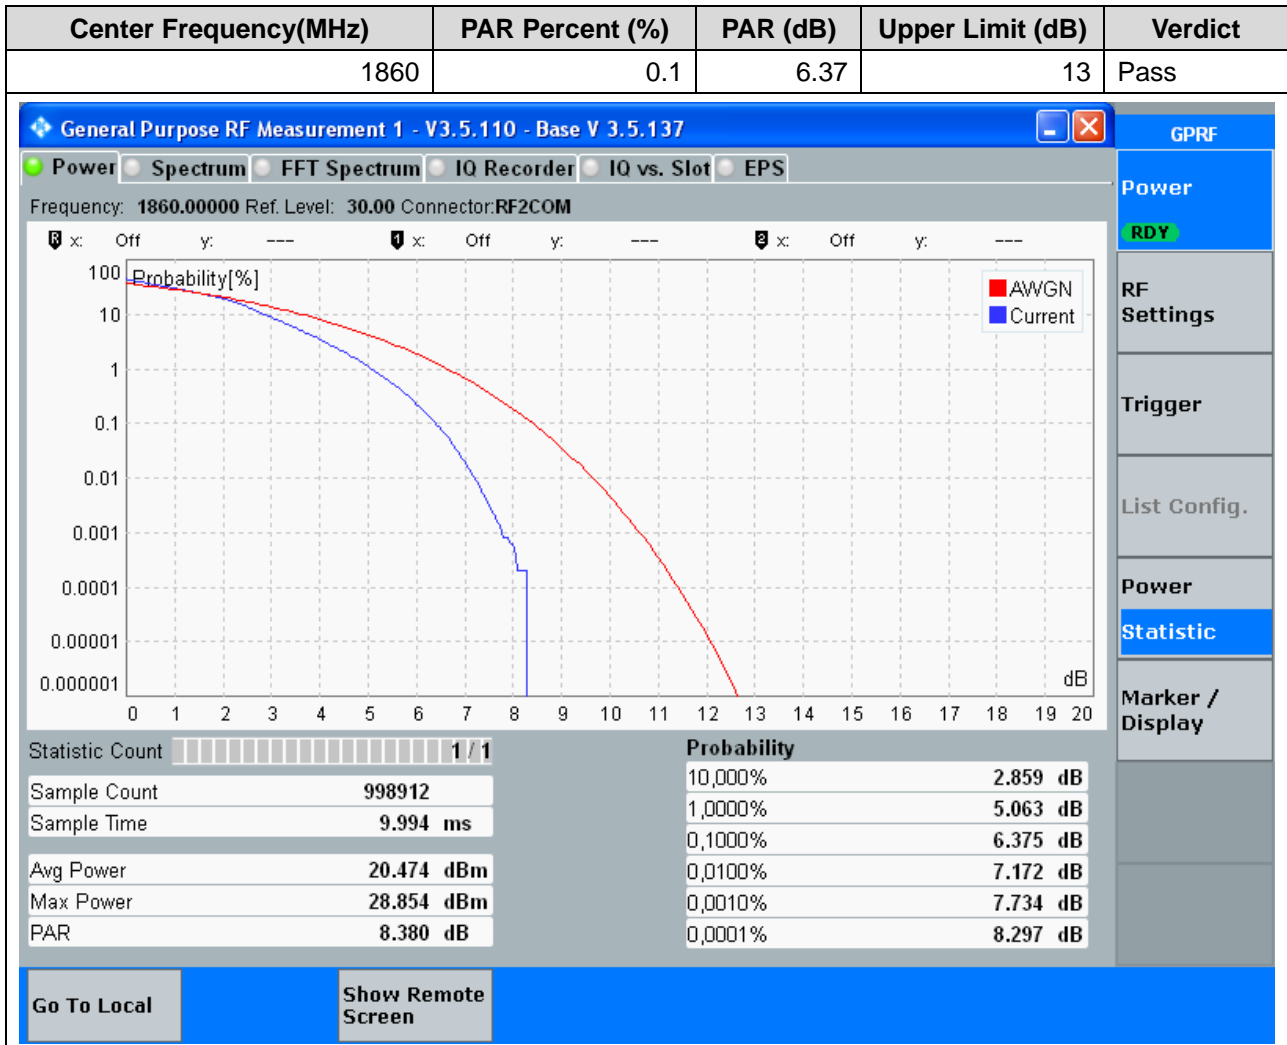 Center Frequency(MHz) PAR Percent (%) PAR (dB) Upper Limit (dB) Verdict
1860 0.1 6.37 13 Pass
General Purpose RF Measurement 1 - V3.5.110 - Base V 3.5.137
GPRF
Power Spectrum FFT Spectrum IQ Recorder IQ vs. Slot EPS
Power
RDY
Frequency: 1860.00000 Ref. Level: 30.00 Connector:RF2COM
R x: Off y: --- 1 x: Off y: --- 2 x: Off y: ---
Probability[%]
AWGN
Current
100
10
1
0.1
0.01
0.001
0.0001
0.00001
0.000001
dB
0 1 2 3 4 5 6 7 8 9 10 11 12 13 14 15 16 17 18 19 20
RF
Settings
Trigger
List Config.
Power
Statistic
Marker /
Display
Statistic Count 1 / 1
Sample Count 998912
Sample Time 9.994 ms
Avg Power 20.474 dBm
Max Power 28.854 dBm
PAR 8.380 dB
Probability
10,000% 2.859 dB
1,0000% 5.063 dB
0,1000% 6.375 dB
0,0100% 7.172 dB
0,0010% 7.734 dB
0,0001% 8.297 dB
Go To Local
Show Remote
Screen